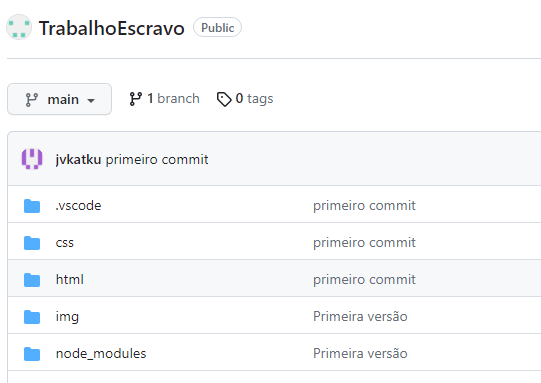 TrabalhoEscravo Public
main 1 branch 0 tags
jvkatku primeiro commit
.vscode primeiro commit
css primeiro commit
html primeiro commit
img Primeira versão
node_modules Primeira versão